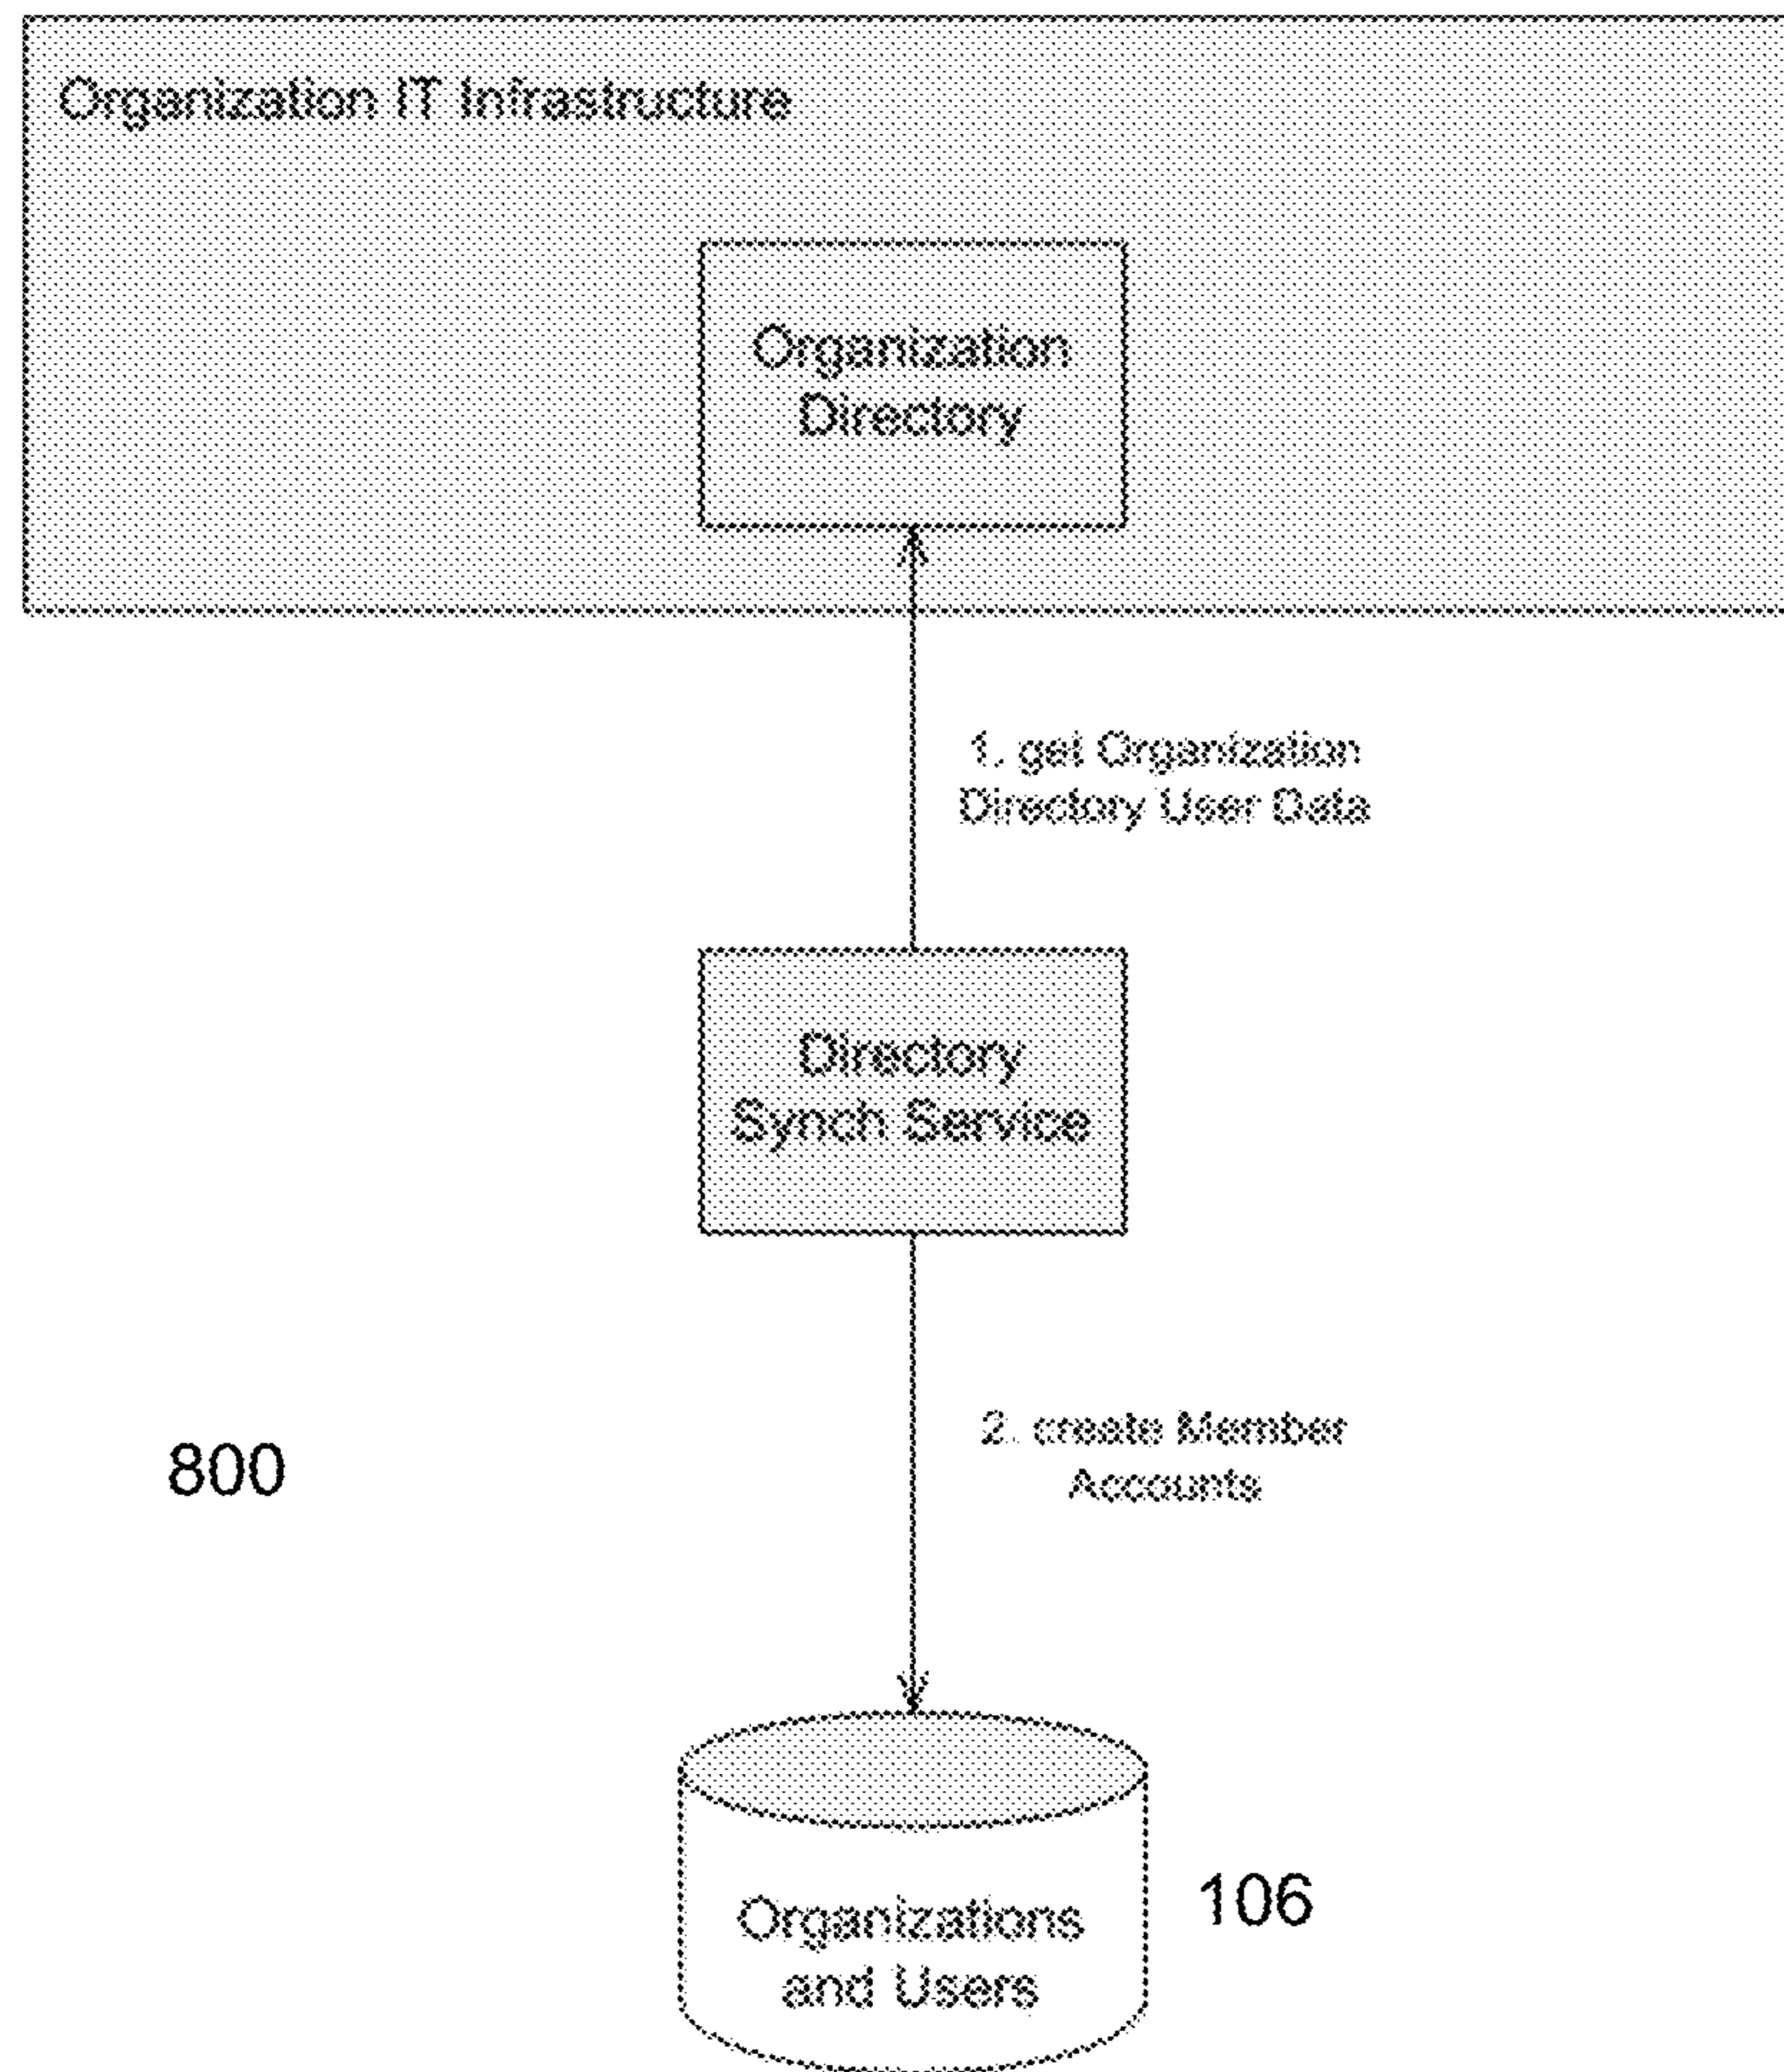 Organization IT Infrastructure
Organization
Directory
1. get Organization
Directory User Data
Directory
Synch Service
2. create Member
Accounts
800
106
Organizations
and Users